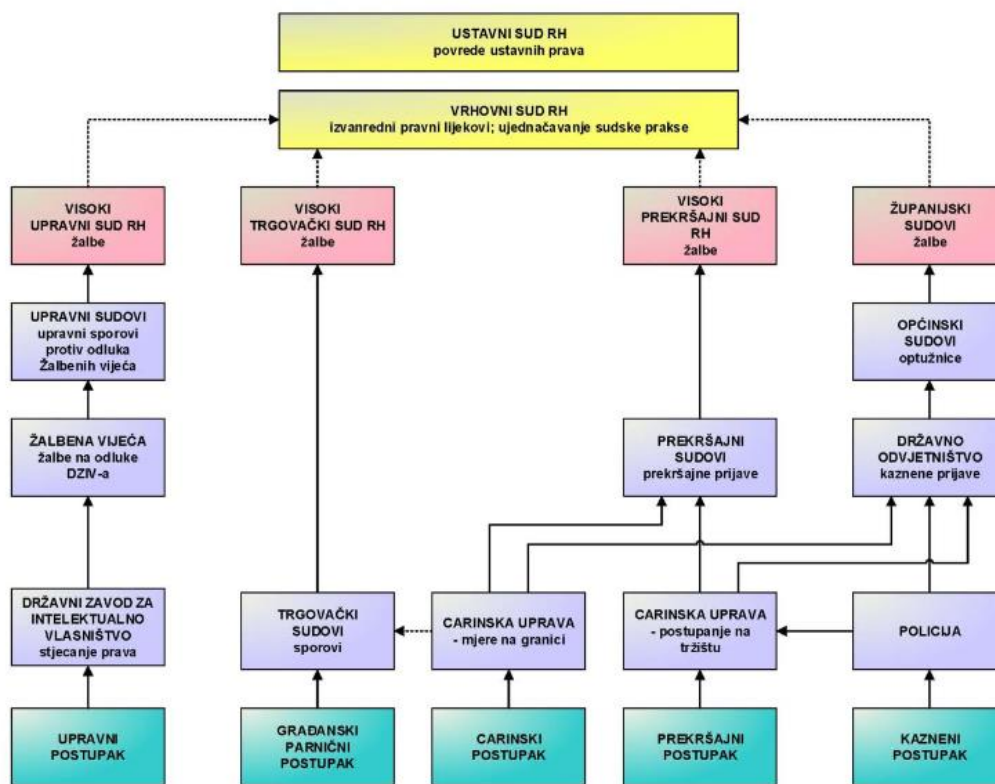 USTAVNI SUD RH
povrede ustavnih prava
VRHOVNI SUD RH
izvanredni pravni lijekovi; ujednačavanje sudske prakse
VISOKI
UPRAVNI SUD RH
žalbe
VISOKI
TRGOVAČKI SUD RH
žalbe
VISOKI
PREKRŠAJNI SUD
RH
žalbe
ŽUPANIJSKI
SUDOVI
žalbe
UPRAVNI SUDOVI
upravni sporovi
protiv odluka
Žalbenih vijeća
OPĆINSKI
SUDOVI
optužnice
ŽALBENA VIJEĆA
žalbe na odluke
DZIV-a
PREKRŠAJNI
SUDOVI
prekršajne prijave
DRŽAVNO
ODVJETNIŠTVO
kaznene prijave
DRŽAVNI ZAVOD ZA
INTELEKTUALNO
VLASNIŠTVO
stjecanje prava
TRGOVAČKI
SUDOVI
sporovi
CARINSKA UPRAVA
- mjere na granici
CARINSKA UPRAVA
- postupanje na
tržištu
POLICIJA
UPRAVNI
POSTUPAK
GRAĐANSKI
PARNIČNI
POSTUPAK
CARINSKI
POSTUPAK
PREKRŠAJNI
POSTUPAK
KAZNENI
POSTUPAK